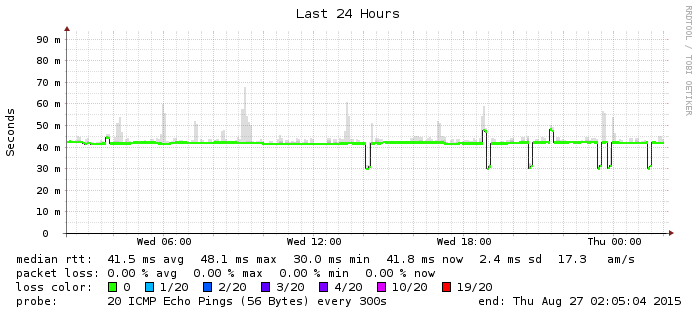 Last 24 Hours
RRDTOOL / TOBI OETIKER
Seconds
90 m
80 m
70 m
60 m
50 m
40 m
30 m
20 m
10 m
0
Wed 06:00 Wed 12:00 Wed 18:00 Thu 00:00
median rtt: 41.5 ms avg 48.1 ms max 30.0 ms min 41.8 ms now 2.4 ms sd 17.3 am/s
packet loss: 0.00 % avg 0.00 % max 0.00 % min 0.00 % now
loss color: 0 1/20 2/20 3/20 4/20 10/20 19/20
probe: 20 ICMP Echo Pings (56 Bytes) every 300s end: Thu Aug 27 02:05:04 2015